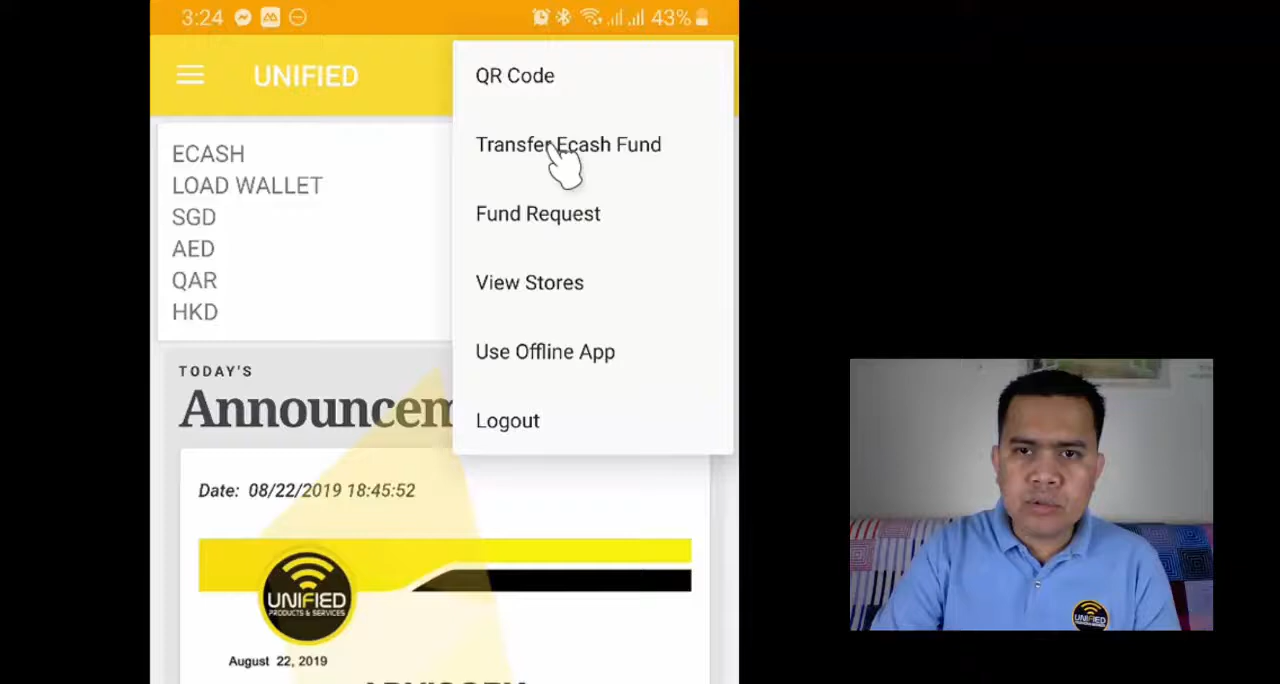 3:24
43%
UNIFIED
QR Code
Transfer Ecash Fund
Fund Request
View Stores
Use Offline App
Logout
ECASH
LOAD WALLET
SGD
AED
QAR
HKD
TODAY'S
Announcem
Date: 08/22/2019 18:45:52
UNIFIED
PRODUCTS & SERVICES
August 22, 2019
UNIFIED